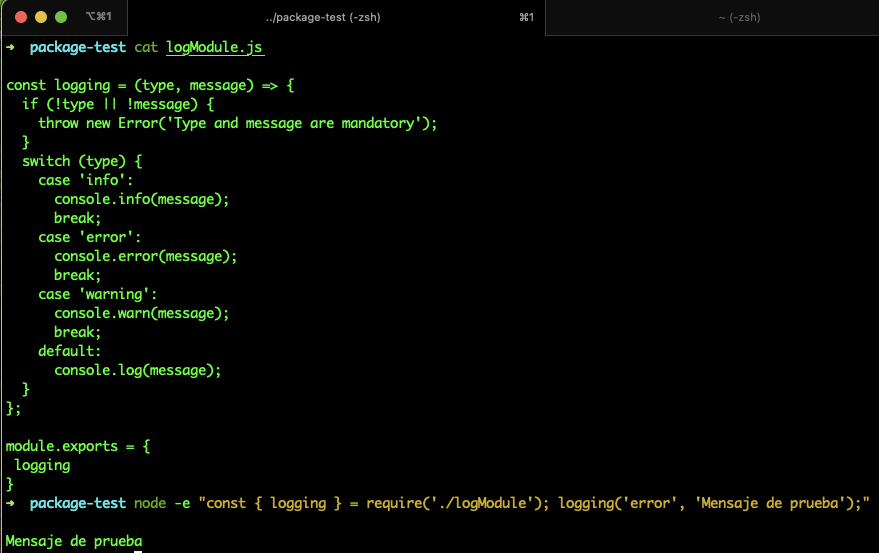 ⌥⌘1 ../package-test (-zsh) ⌘1 ~ (-zsh)
➜ package-test cat logModule.js
const logging = (type, message) => {
  if (!type || !message) {
    throw new Error('Type and message are mandatory');
  }
  switch (type) {
    case 'info':
      console.info(message);
      break;
    case 'error':
      console.error(message);
      break;
    case 'warning':
      console.warn(message);
      break;
    default:
      console.log(message);
  }
};
module.exports = {
 logging
}
➜ package-test node -e "const { logging } = require('./logModule'); logging('error', 'Mensaje de prueba');"
Mensaje de prueba